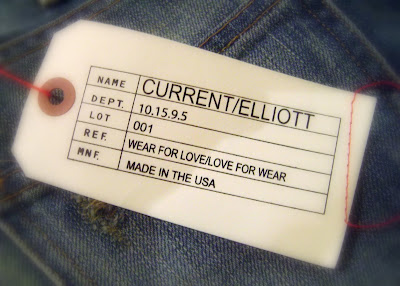 NAME CURRENT/ELLIOTT
DEPT. 10.15.9.5
LOT 001
REF. WEAR FOR LOVE/LOVE FOR WEAR
MNF. MADE IN THE USA